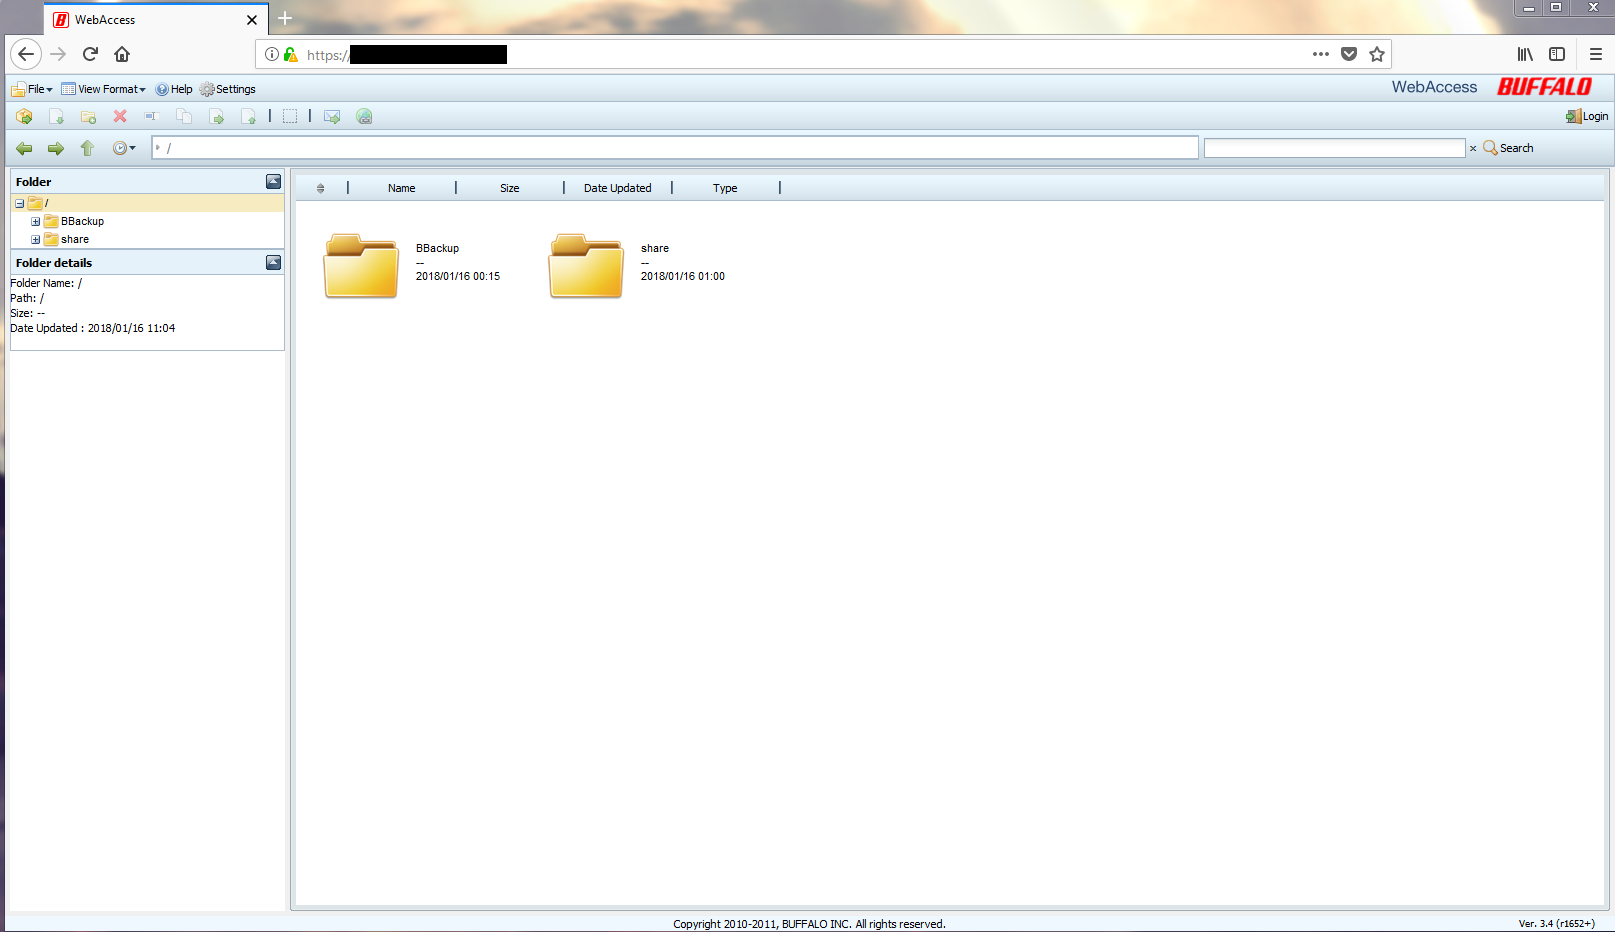 WebAccess
https:/
File View Format Help Settings
WebAccess BUFFALO
Login
/
Search
Folder
/
BBackup
share
Folder details
Folder Name: /
Path: /
Size: --
Date Updated : 2018/01/16 11:04
Name Size Date Updated Type
BBackup
--
2018/01/16 00:15
share
--
2018/01/16 01:00
Copyright 2010-2011, BUFFALO INC. All rights reserved.
Ver. 3.4 (r1652+)